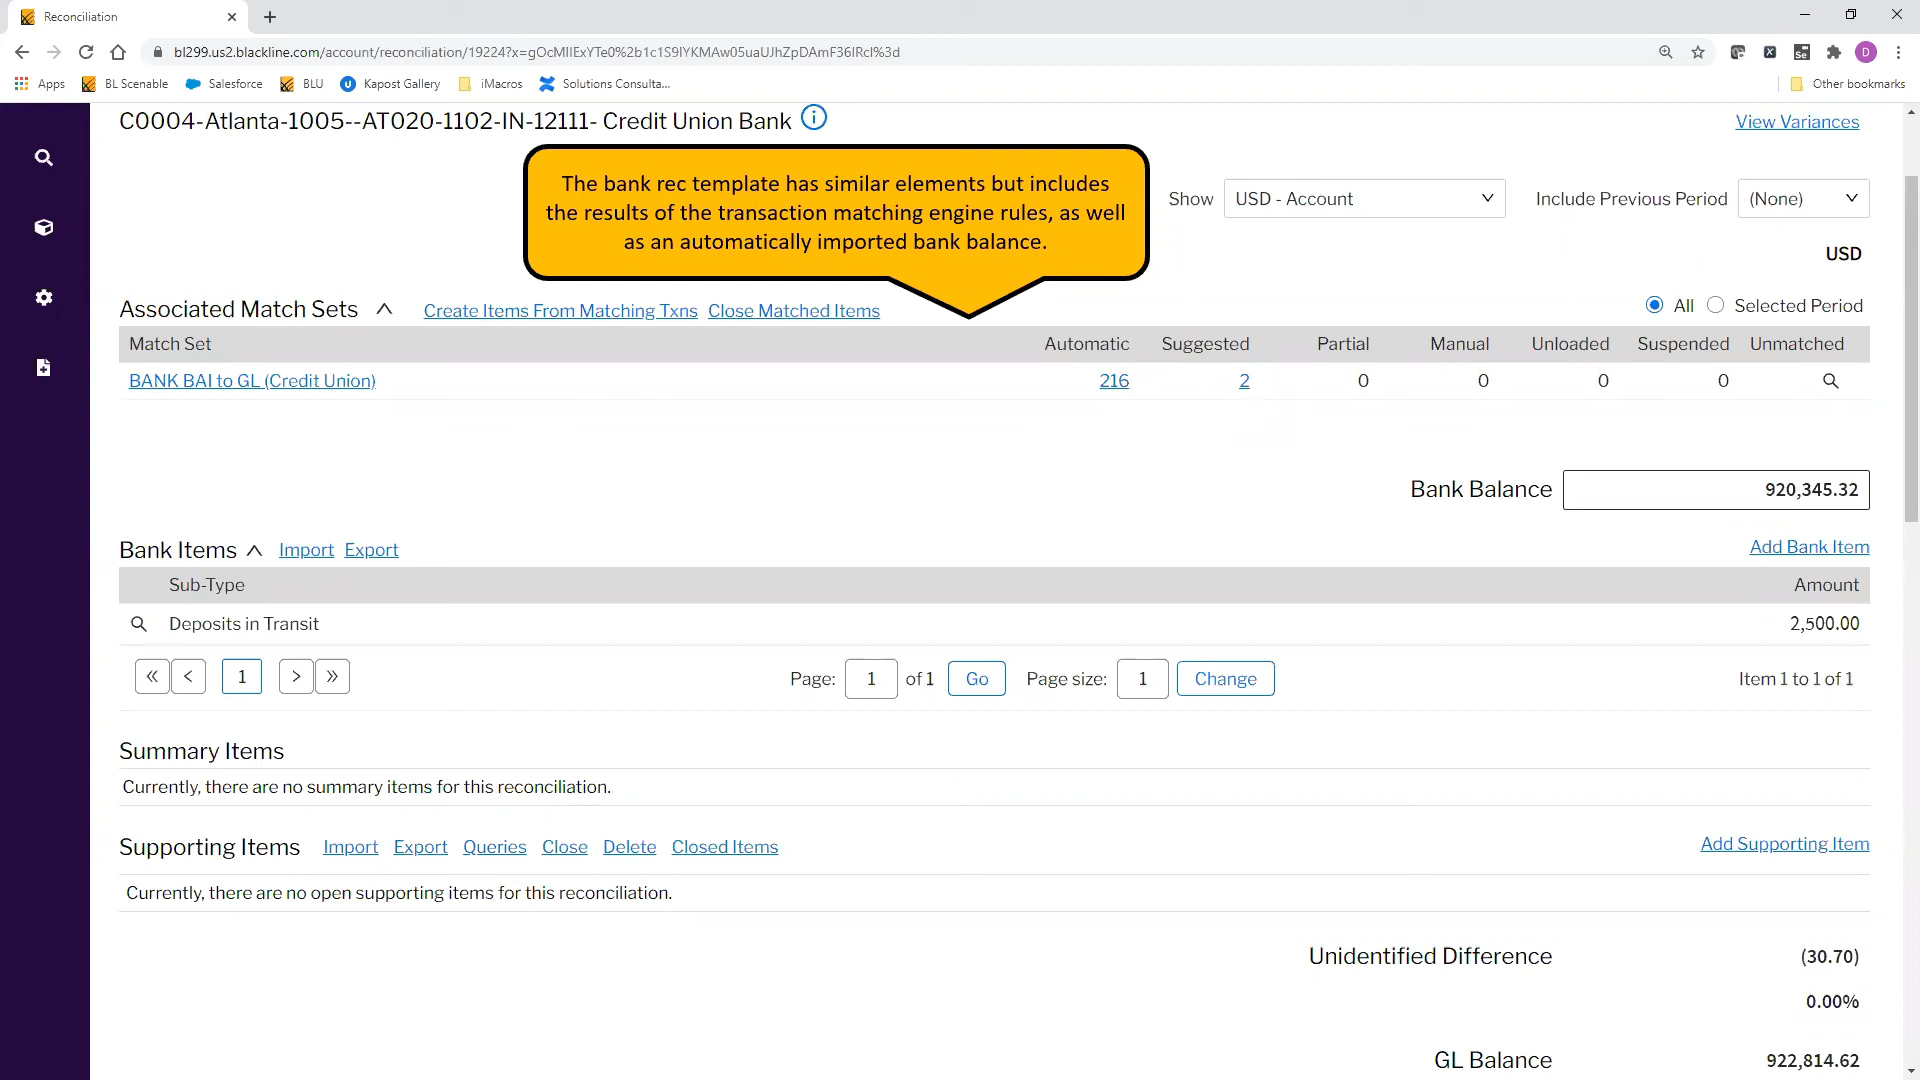 Reconciliation
bl299.us2.blackline.com/account/reconciliation/19224?x=gOcMIIExYTe0%2b1c1S9IYKMAw05uaUJhZpDAmF36IRcI%3d
D
Apps BL Scenable Salesforce BLU Kapost Gallery iMacros Solutions Consulta... Other bookmarks
C0004-Atlanta-1005--AT020-1102-IN-12111- Credit Union Bank
View Variances
The bank rec template has similar elements but includes
the results of the transaction matching engine rules, as well
as an automatically imported bank balance.
Show USD - Account Include Previous Period (None)
USD
Associated Match Sets Create Items From Matching Txns Close Matched Items All Selected Period
Match Set Automatic Suggested Partial Manual Unloaded Suspended Unmatched
BANK BAI to GL (Credit Union) 216 2 0 0 0 0
Bank Balance 920,345.32
Bank Items Import Export Add Bank Item
Sub-Type Amount
Deposits in Transit 2,500.00
« < 1 > » Page: 1 of 1 Go Page size: 1 Change Item 1 to 1 of 1
Summary Items
Currently, there are no summary items for this reconciliation.
Supporting Items Import Export Queries Close Delete Closed Items Add Supporting Item
Currently, there are no open supporting items for this reconciliation.
Unidentified Difference (30.70)
0.00%
GL Balance 922,814.62